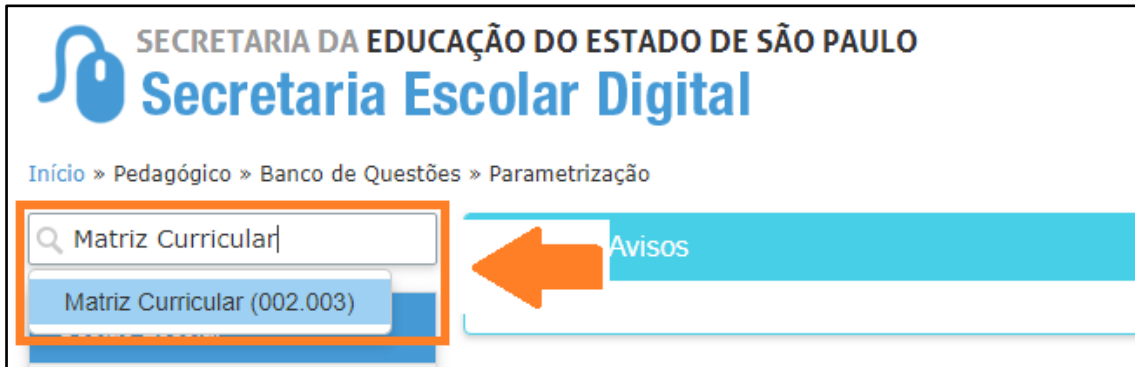 SECRETARIA DA EDUCAÇÃO DO ESTADO DE SÃO PAULO
Secretaria Escolar Digital
Início » Pedagógico » Banco de Questões » Parametrização
Matriz Curricular
Avisos
Matriz Curricular (002.003)